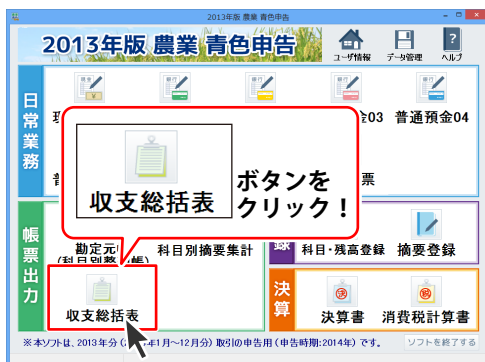 2013年版 農業 青色申告
2013年版 農業 青色申告
ユーザ情報
データ管理
ヘルプ
日常業務
普通預金04
収支総括表
ボタンを
クリック！
帳票出力
勘定元
科目別摘要集計
科目・残高登録
摘要登録
収支総括表
決算
決算書
消費税計算書
※本ソフトは、2013年分
年1月～12月分）取引の申告用（申告時期:2014年）です。
ソフトを終了する